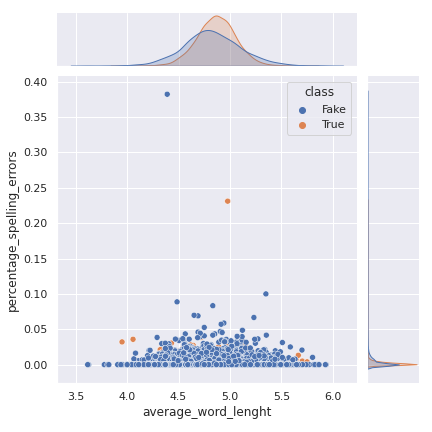 class
Fake
True
percentage_spelling_errors
0.40
0.35
0.30
0.25
0.20
0.15
0.10
0.05
0.00
3.5 4.0 4.5 5.0 5.5 6.0
average_word_lenght